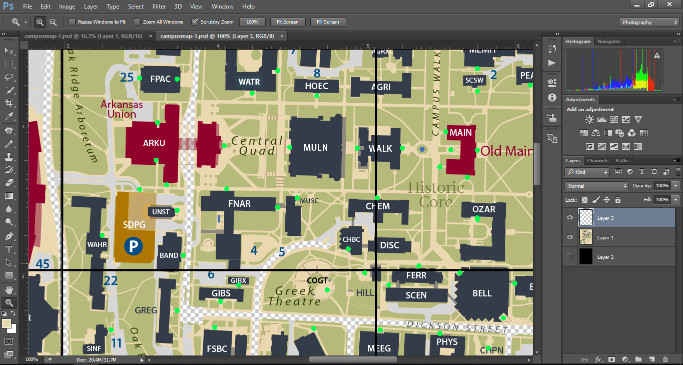 Ps File Edit Image Layer Type Select Filter 3D View Window Help
Resize Windows to Fit Zoom All Windows Scrubby Zoom 100% Fit Screen Fill Screen Photography
campusmap-1.psd @ 16.7% (Layer 1, RGB/16) × campusmap-1.psd @ 100% (Layer 3, RGB/8) ×
Histogram Navigator
Adjustments
Add an adjustment
Layers Channels Paths
Kind
Normal Opacity: 100%
Lock: Fill: 100%
Layer 3
Layer 1
Layer 2
25 FPAC
WATR
7
8
HOEC
AGRI
CAMPUS WALK
MEMH
SCSW
2
PEA
Oak Ridge Arboretum
Arkansas
Union
ARKU
Central
Quad
MULN
WALK
MAIN
Old Main
Historic
Core
FNAR
MUSC
CHEM
OZAR
UNST
SDPG
P
WAHR
BAND
4
5
CHBC
DISC
45
22
6
GIBX
GIBS
COGT
Greek
Theatre
HILL
FERR
SCEN
BELL
GREG
DICKSON STREET
11
Oak
SINF
FSBC
MEEG
PHYS
CHPN
100% Doc: 20.4M/31.7M